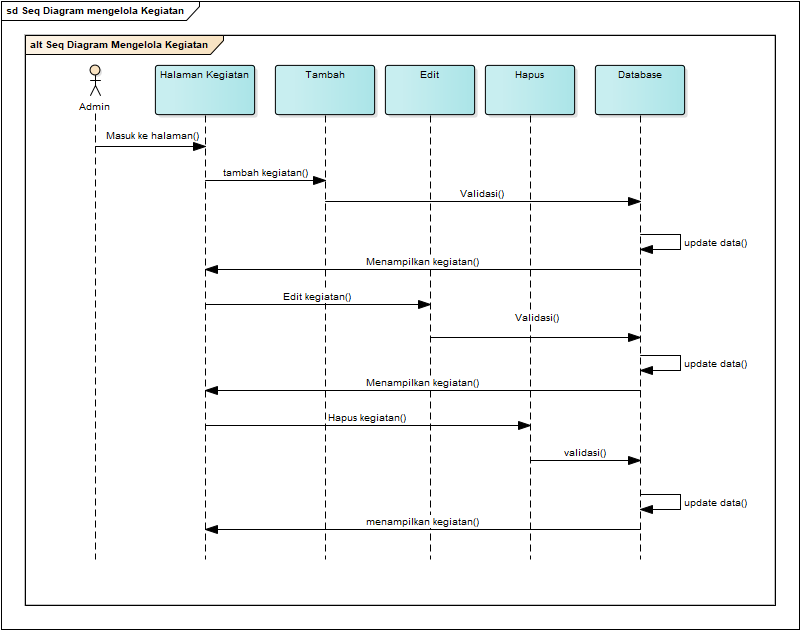 sd Seq Diagram mengelola Kegiatan
alt Seq Diagram Mengelola Kegiatan
Admin
Halaman Kegiatan
Tambah
Edit
Hapus
Database
Masuk ke halaman()
tambah kegiatan()
Validasi()
update data()
Menampilkan kegiatan()
Edit kegiatan()
Validasi()
update data()
Menampilkan kegiatan()
Hapus kegiatan()
validasi()
update data()
menampilkan kegiatan()